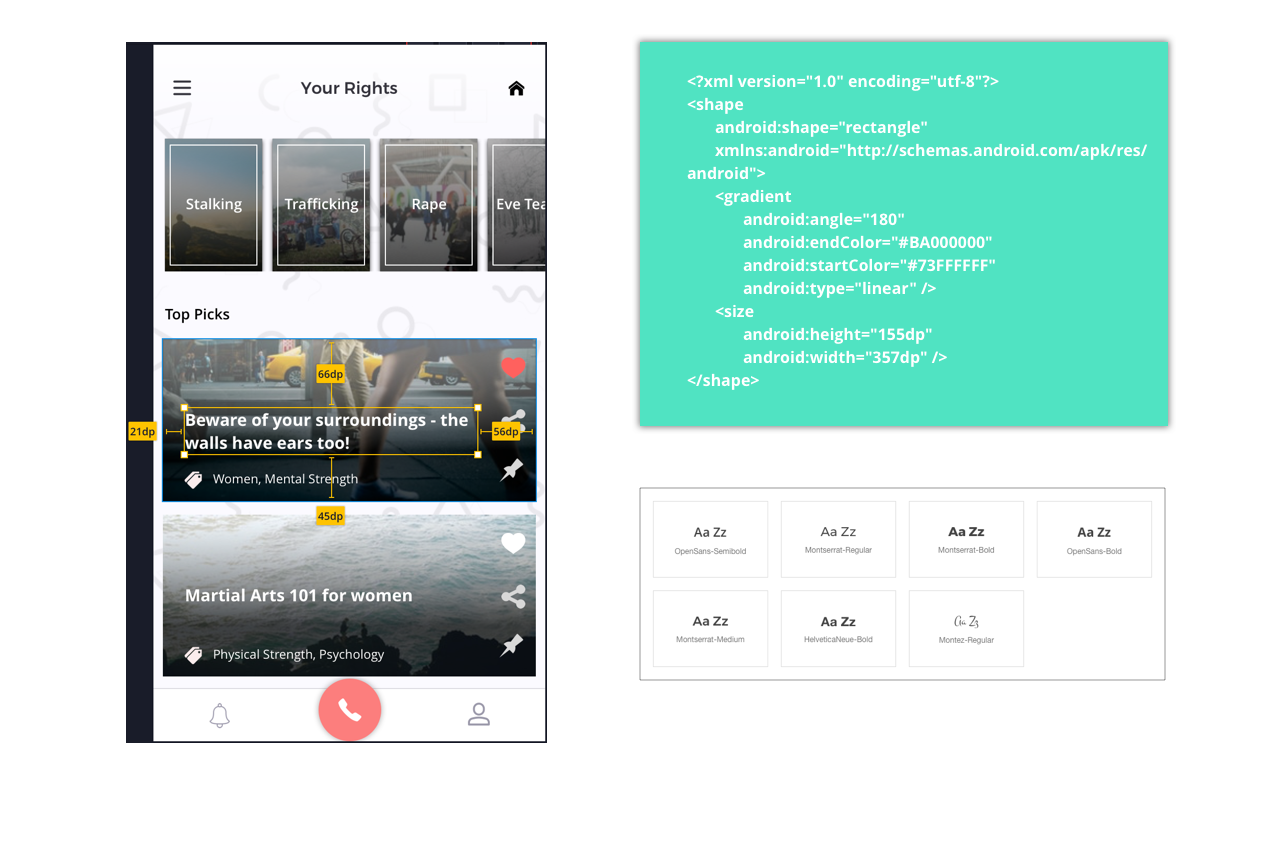 Your Rights
Stalking
Trafficking
Rape
Eve Tea
Top Picks
66dp
Beware of your surroundings - the
walls have ears too!
21dp
56dp
Women, Mental Strength
45dp
Martial Arts 101 for women
Physical Strength, Psychology
<?xml version="1.0" encoding="utf-8"?>
<shape
android:shape="rectangle"
xmlns:android="http://schemas.android.com/apk/res/
android">
<gradient
android:angle="180"
android:endColor="#BA000000"
android:startColor="#73FFFFFF"
android:type="linear" />
<size
android:height="155dp"
android:width="357dp" />
</shape>
Aa Zz
OpenSans-Semibold
Aa Zz
Montserrat-Regular
Aa Zz
Montserrat-Bold
Aa Zz
OpenSans-Bold
Aa Zz
Montserrat-Medium
Aa Zz
HelveticaNeue-Bold
Aa Zz
Montez-Regular